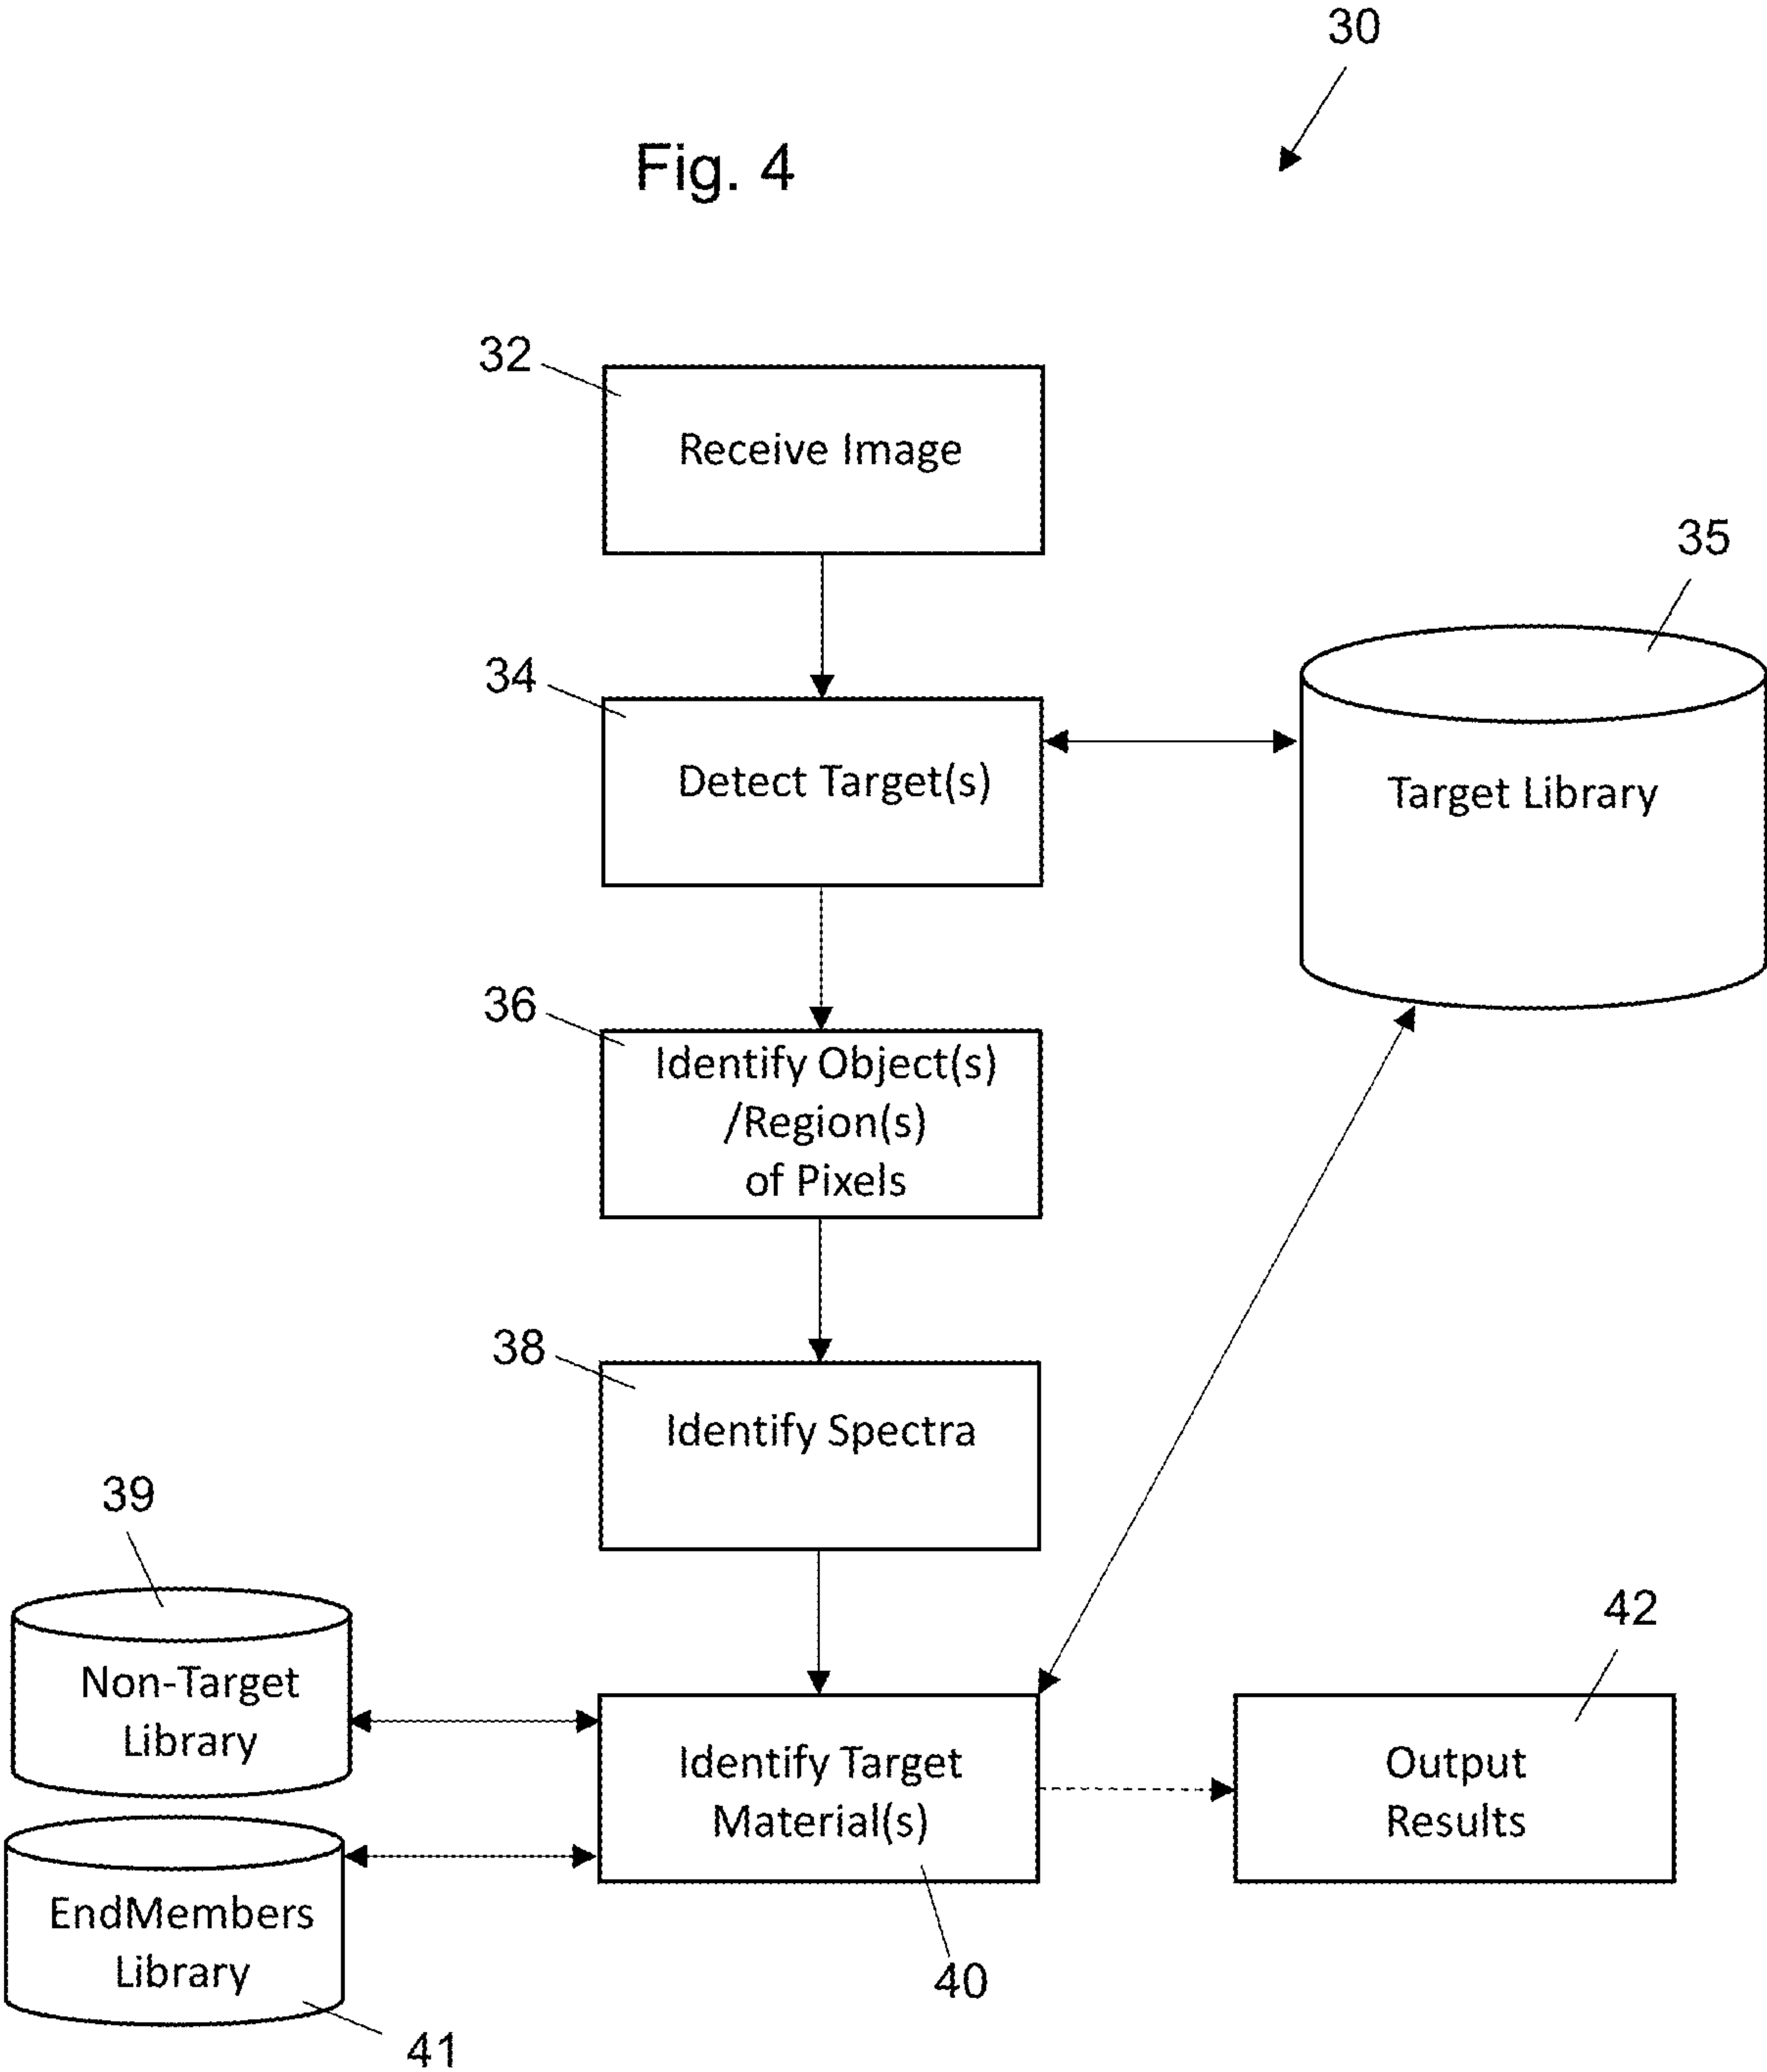 30
Fig. 4
32
Receive Image
35
34
Detect Target(s)
Target Library
36
Identify Object(s)
/Region(s)
of Pixels
38
Identify Spectra
39
Non-Target
Library
42
Identify Target
Material(s)
Output
Results
EndMembers
Library
40
41